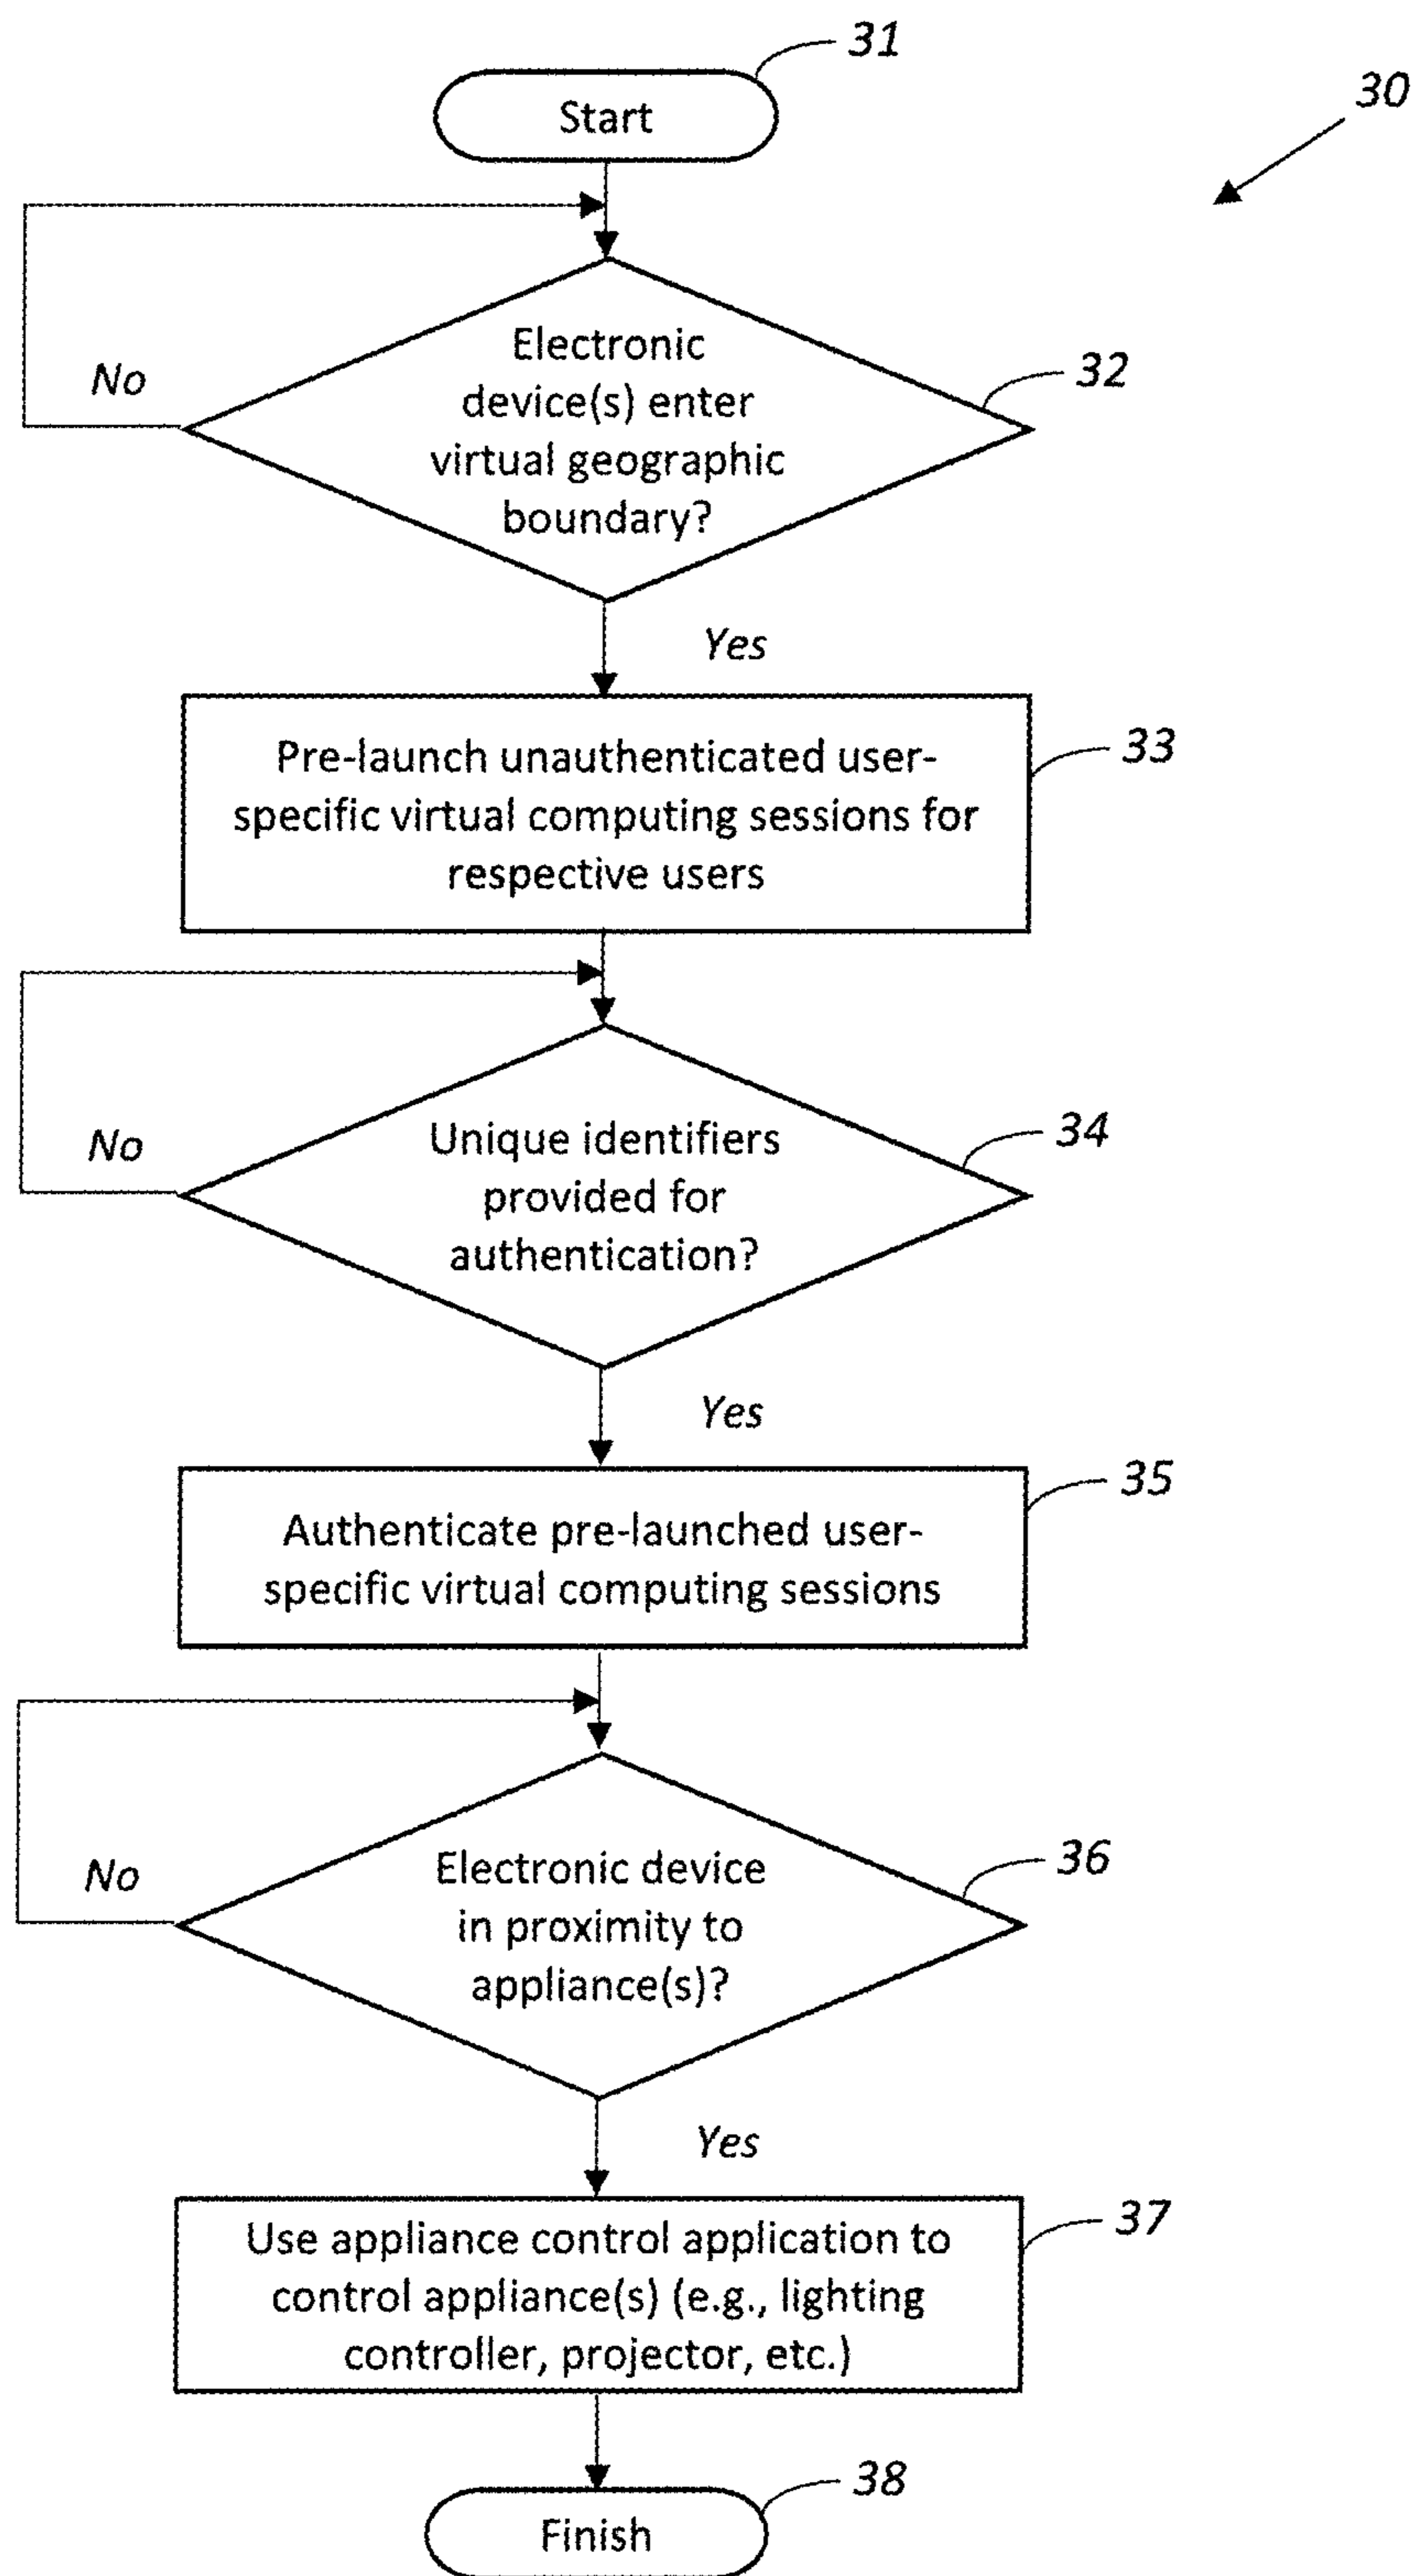 31
Start
30
Electronic
device(s) enter
virtual geographic
boundary?
32
No
Yes
Pre-launch unauthenticated user-
specific virtual computing sessions for
respective users
33
Unique identifiers
provided for
authentication?
34
No
Yes
Authenticate pre-launched user-
specific virtual computing sessions
35
Electronic device
in proximity to
appliance(s)?
36
No
Yes
Use appliance control application to
control appliance(s) (e.g., lighting
controller, projector, etc.)
37
38
Finish